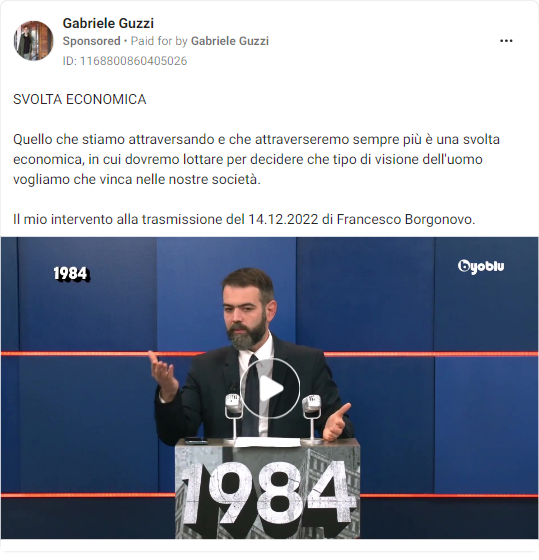 Gabriele Guzzi
Sponsored • Paid for by Gabriele Guzzi
ID: 1168800860405026
SVOLTA ECONOMICA
Quello che stiamo attraversando e che attraverseremo sempre più è una svolta
economica, in cui dovremo lottare per decidere che tipo di visione dell'uomo
vogliamo che vinca nelle nostre società.
Il mio intervento alla trasmissione del 14.12.2022 di Francesco Borgonovo.
1984
byoblu
1984